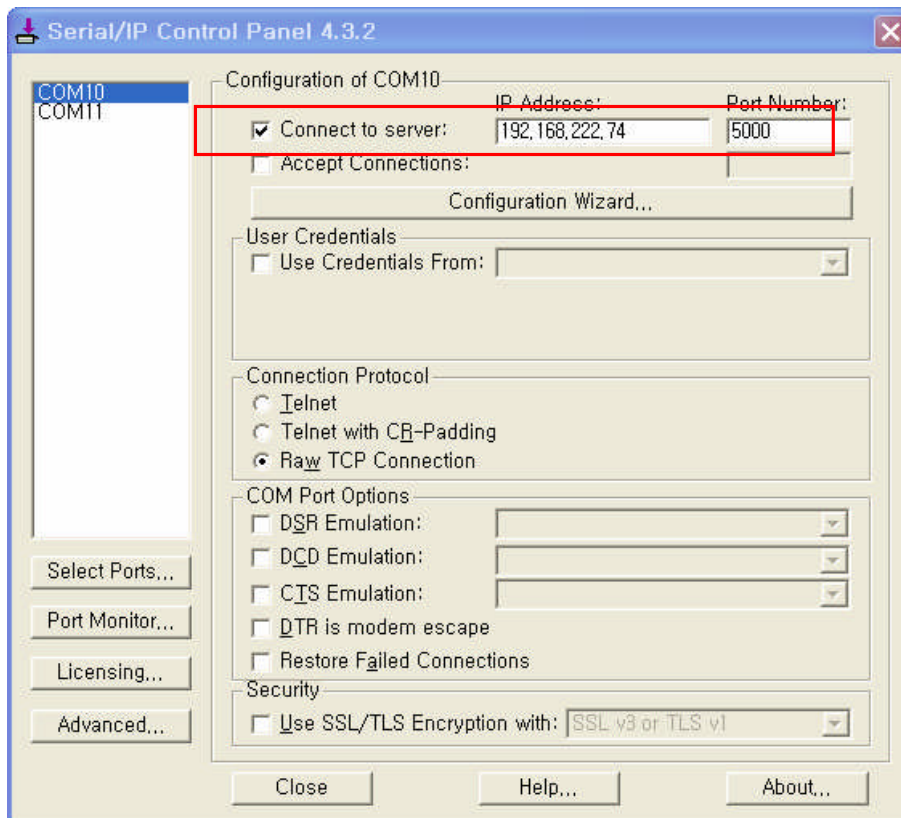 Serial/IP Control Panel 4.3.2
COM10
COM11
Configuration of COM10
IP Address:
Port Number:
Connect to server:
192,168,222,74
5000
Accept Connections:
Configuration Wizard,,,
User Credentials
Use Credentials From:
Connection Protocol
Telnet
Telnet with CR-Padding
Raw TCP Connection
COM Port Options
DSR Emulation:
DCD Emulation:
CTS Emulation:
DTR is modem escape
Restore Failed Connections
Security
Use SSL/TLS Encryption with:
SSL v3 or TLS v1
Select Ports,,,
Port Monitor,,,
Licensing,,,
Advanced,,,
Close
Help,,,
About,,,